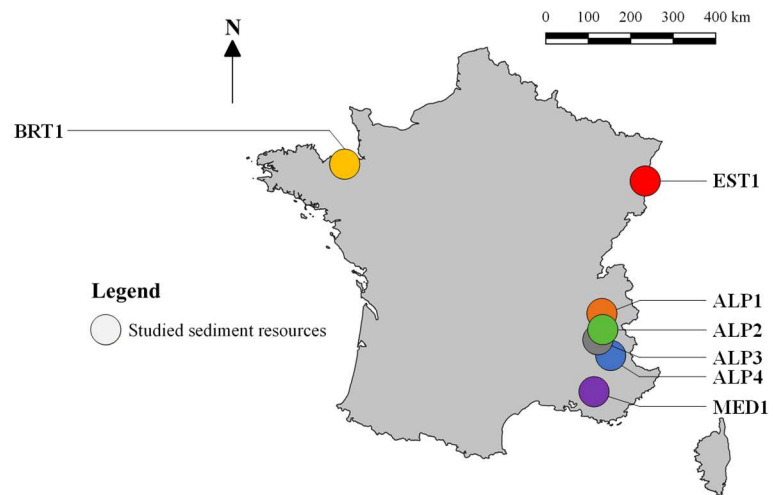 0 100 200 300 400 km
N
BRT1
EST1
Legend
Studied sediment resources
ALP1
ALP2
ALP3
ALP4
MED1